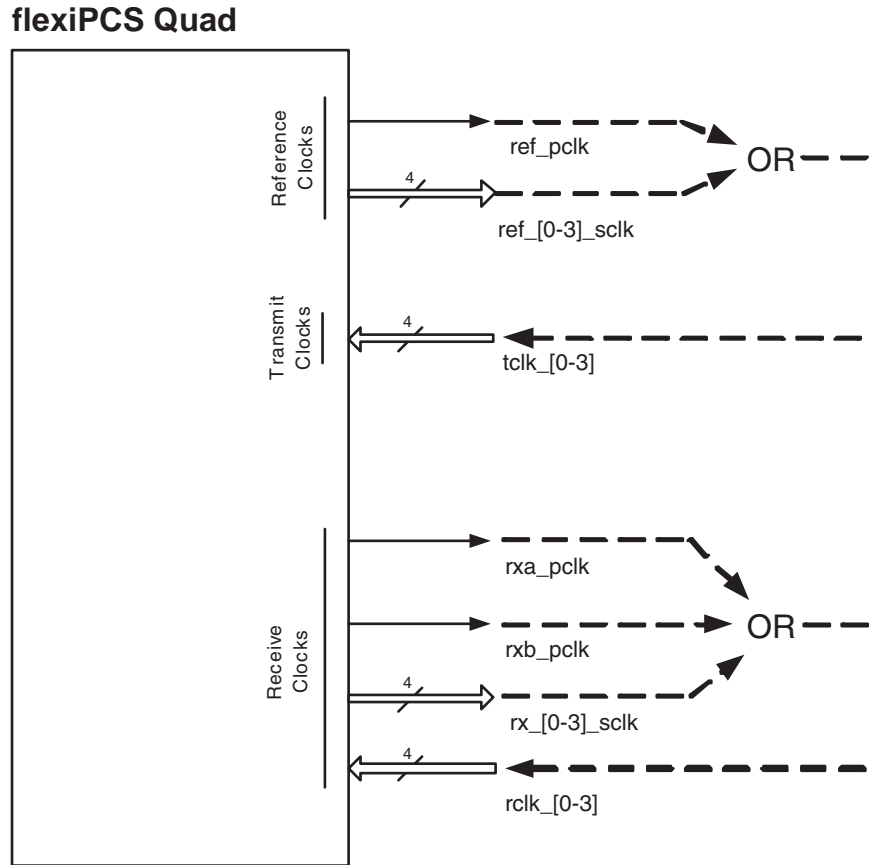 flexiPCS Quad
Reference
Clocks
ref_pclk
OR
4
ref_[0-3]_sclk
Transmit
Clocks
4
tclk_[0-3]
Receive
Clocks
rxa_pclk
rxb_pclk
OR
4
rx_[0-3]_sclk
4
rclk_[0-3]